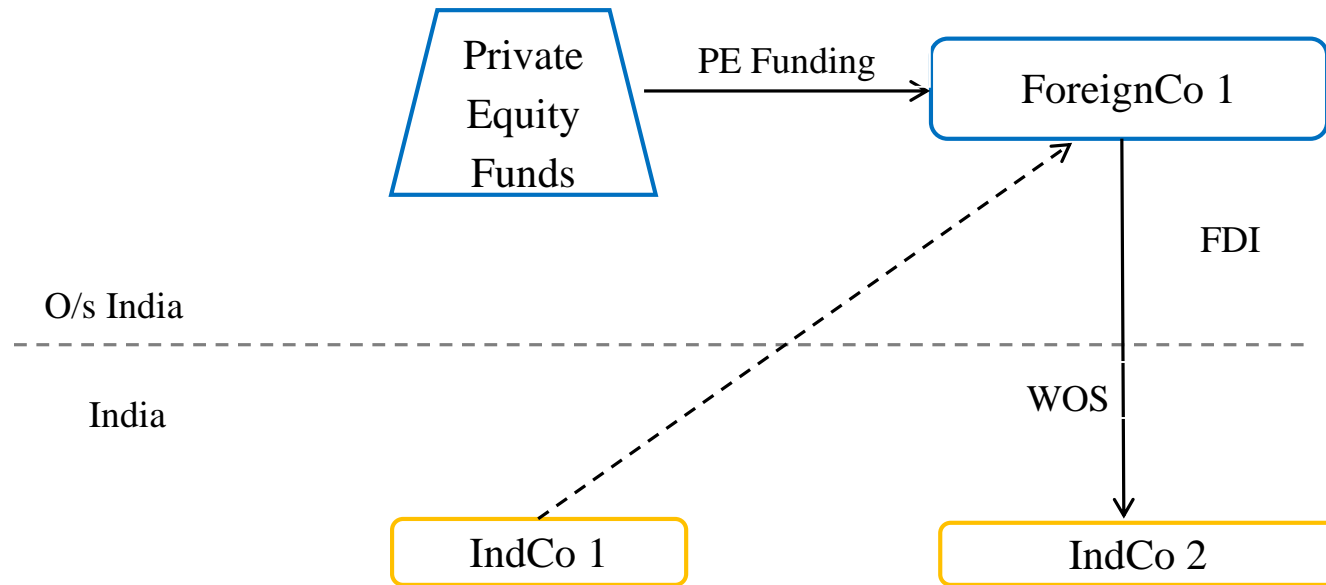 Private
Equity
Funds
PE Funding
ForeignCo 1
FDI
O/s India
WOS
India
IndCo 1
IndCo 2